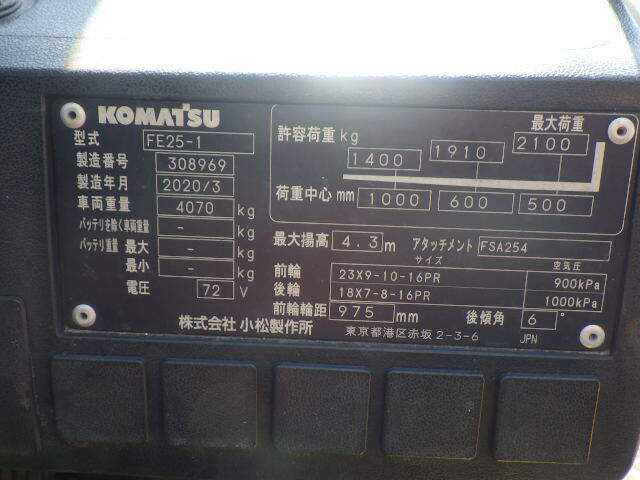 KOMATSU
型式 FE25-1
製造番号 308969
製造年月 2020/3
車両重量 4070 kg
バッテリを除く車両重量 - kg
バッテリ重量 最大 - kg
最小 - kg
電圧 72 V
株式会社 小松製作所
最大荷重
許容荷重 kg 1400 1910 2100
荷重中心 mm 1000 600 500
最大揚高 4.3 m アタッチメント FSA254
サイズ 空気圧
前輪 23X9-10-16PR 900kPa
後輪 18X7-8-16PR 1000kPa
前輪輪距 975 mm 後傾角 6 °
東京都港区赤坂2-3-6 JPN